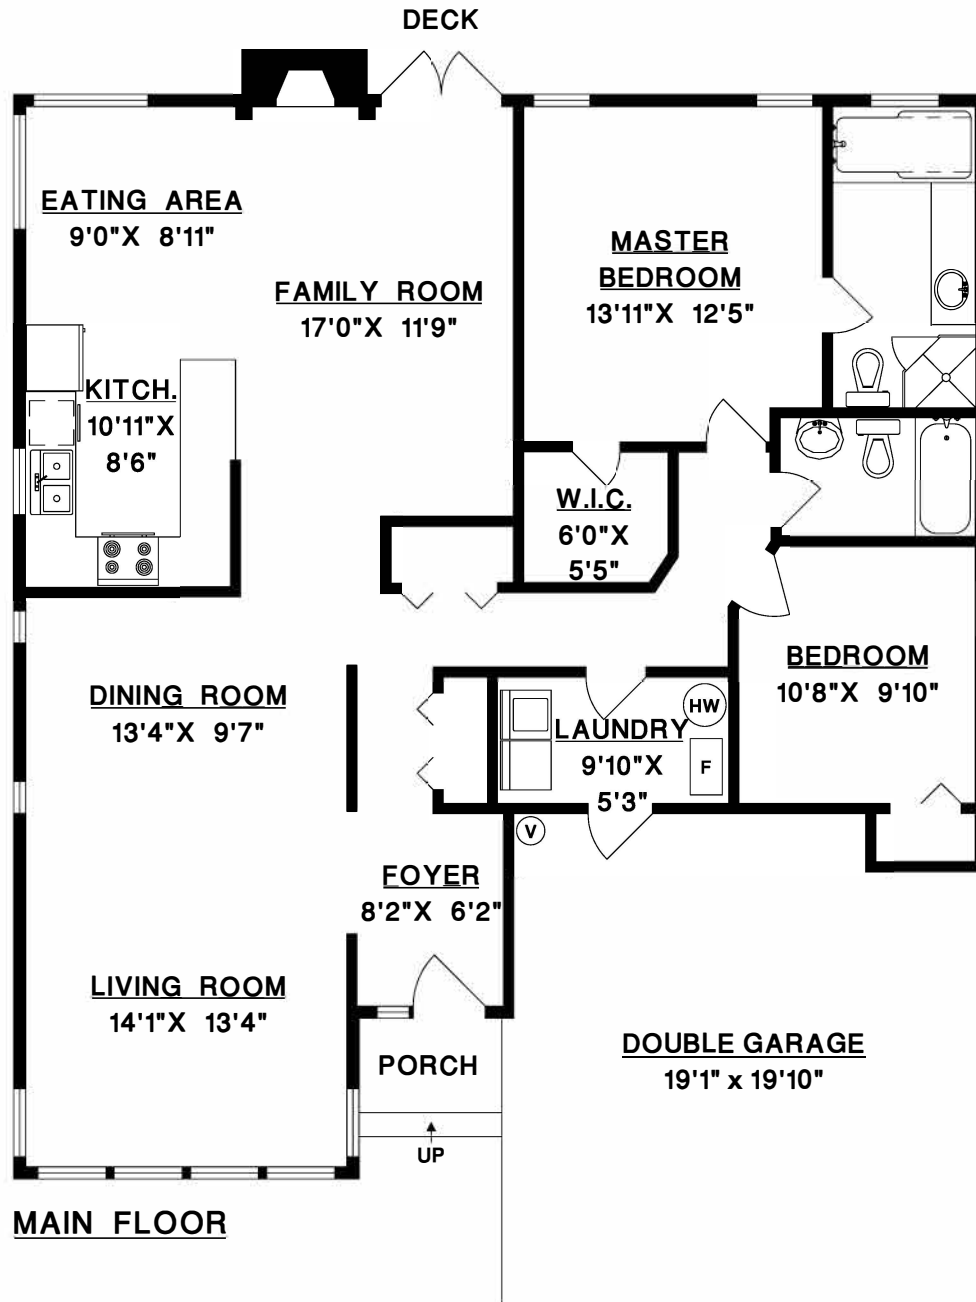 DECK
EATING AREA
9'0"X 8'11"
FAMILY ROOM
17'0"X 11'9"
MASTER
BEDROOM
13'11"X 12'5"
KITCH.
10'11"X
8'6"
W.I.C.
6'0"X
5'5"
BEDROOM
10'8"X 9'10"
DINING ROOM
13'4"X 9'7"
LAUNDRY
9'10"X
5'3"
HW
F
V
FOYER
8'2"X 6'2"
LIVING ROOM
14'1"X 13'4"
PORCH
UP
DOUBLE GARAGE
19'1" x 19'10"
MAIN FLOOR